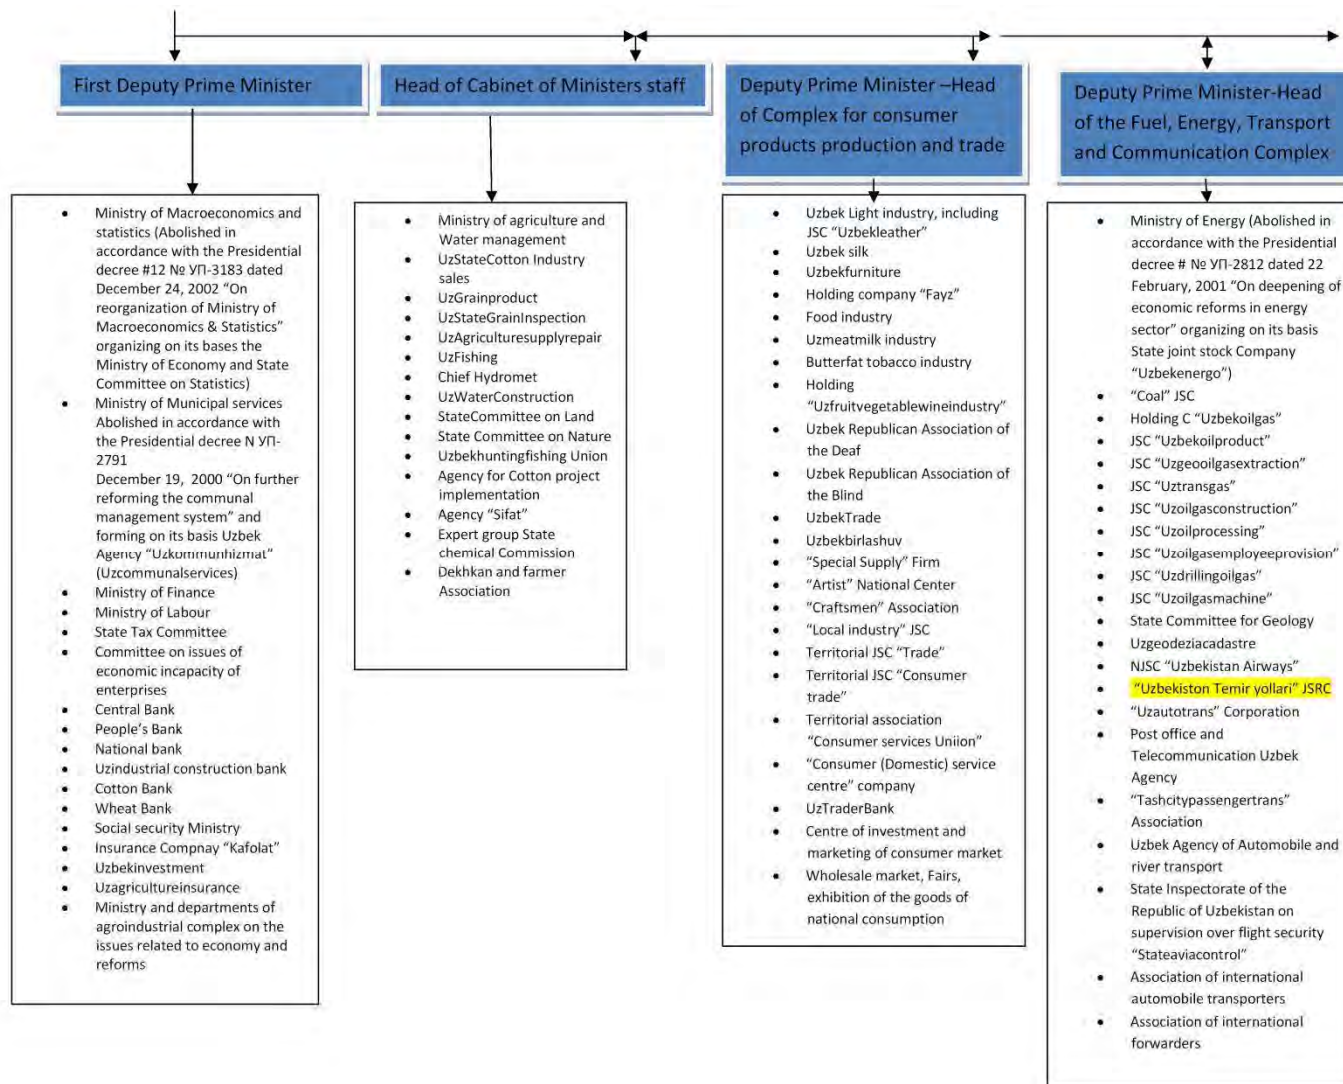 First Deputy Prime Minister
Ministry of Macroeconomics and
statistics (Abolished in
accordance with the Presidential
decree #12 № УП-3183 dated
December 24, 2002 “On
reorganization of Ministry of
Macroeconomics & Statistics”
organizing on its bases the
Ministry of Economy and State
Committee on Statistics)
Ministry of Municipal services
Abolished in accordance with
the Presidential decree N УП-
2791
December 19, 2000 “On further
reforming the communal
management system” and
forming on its basis Uzbek
Agency “Uzkommunhizmat”
(Uzcommunalservices)
Ministry of Finance
Ministry of Labour
State Tax Committee
Committee on issues of
economic incapacity of
enterprises
Central Bank
People’s Bank
National bank
Uzindustrial construction bank
Cotton Bank
Wheat Bank
Social security Ministry
Insurance Compnay “Kafolat”
Uzbekinvestment
Uzagricultureinsurance
Ministry and departments of
agroindustrial complex on the
issues related to economy and
reforms
Head of Cabinet of Ministers staff
Ministry of agriculture and
Water management
UzStateCotton Industry
sales
UzGrainproduct
UzStateGrainInspection
UzAgriculturesupplyrepair
UzFishing
Chief Hydromet
UzWaterConstruction
StateCommittee on Land
State Committee on Nature
Uzbekhuntingfishing Union
Agency for Cotton project
implementation
Agency “Sifat”
Expert group State
chemical Commission
Dekhkan and farmer
Association
Deputy Prime Minister –Head
of Complex for consumer
products production and trade
Uzbek Light industry, including
JSC “Uzbekleather”
Uzbek silk
Uzbekfurniture
Holding company “Fayz”
Food industry
Uzmeatmilk industry
Butterfat tobacco industry
Holding
“Uzfruitvegetablewineindustry”
Uzbek Republican Association of
the Deaf
Uzbek Republican Association of
the Blind
UzbekTrade
Uzbekbirlashuv
“Special Supply” Firm
“Artist” National Center
“Craftsmen” Association
“Local industry” JSC
Territorial JSC “Trade”
Territorial JSC “Consumer
trade”
Territorial association
“Consumer services Uniion”
“Consumer (Domestic) service
centre” company
UzTraderBank
Centre of investment and
marketing of consumer market
Wholesale market, Fairs,
exhibition of the goods of
national consumption
Deputy Prime Minister-Head
of the Fuel, Energy, Transport
and Communication Complex
Ministry of Energy (Abolished in
accordance with the Presidential
decree # № УП-2812 dated 22
February, 2001 “On deepening of
economic reforms in energy
sector” organizing on its basis
State joint stock Company
“Uzbekenergo”)
“Coal” JSC
Holding C “Uzbekoilgas”
JSC “Uzbekoilproduct”
JSC “Uzgeooilgasextraction”
JSC “Uztransgas”
JSC “Uzoilgasconstruction”
JSC “Uzoilprocessing”
JSC “Uzoilgasemployeeprovision”
JSC “Uzdrillingoilgas”
JSC “Uzoilgasmachine”
State Committee for Geology
Uzgeodeziacadastre
NJSC “Uzbekistan Airways”
“Uzbekiston Temir yollari” JSRC
“Uzautotrans” Corporation
Post office and
Telecommunication Uzbek
Agency
“Tashcitypassengertrans”
Association
Uzbek Agency of Automobile and
river transport
State Inspectorate of the
Republic of Uzbekistan on
supervision over flight security
“Stateaviacontrol”
Association of international
automobile transporters
Association of international
forwarders